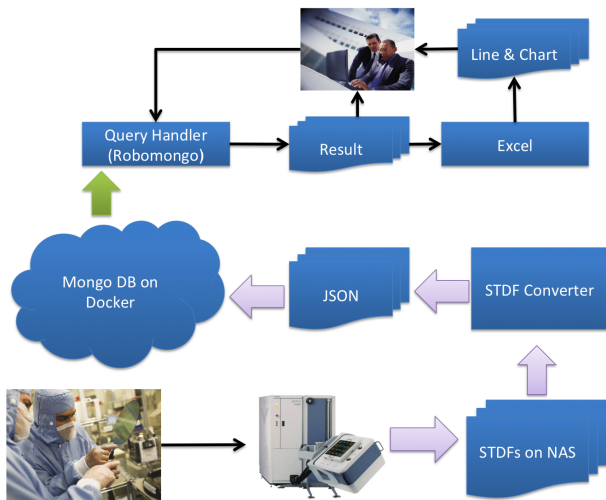 Line & Chart
Query Handler
(Robomongo)
Result
Excel
Mongo DB on
Docker
JSON
STDF Converter
STDFs on NAS